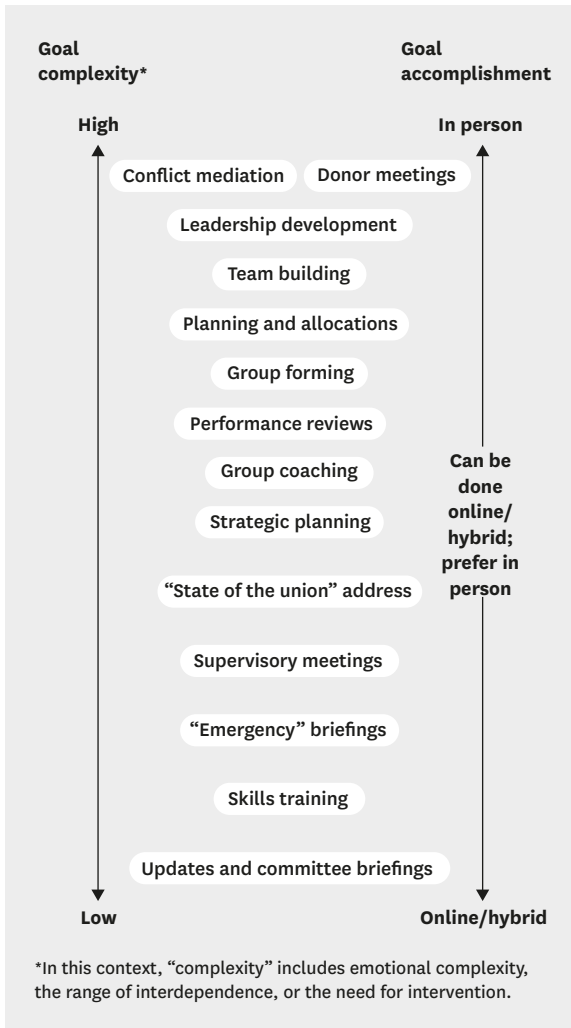 Goal
complexity*
Goal
accomplishment
High
In person
Conflict mediation
Donor meetings
Leadership development
Team building
Planning and allocations
Group forming
Performance reviews
Group coaching
Strategic planning
Can be
done
online/
hybrid;
prefer in
person
“State of the union” address
Supervisory meetings
“Emergency” briefings
Skills training
Updates and committee briefings
Low
Online/hybrid
*In this context, “complexity” includes emotional complexity,
the range of interdependence, or the need for intervention.